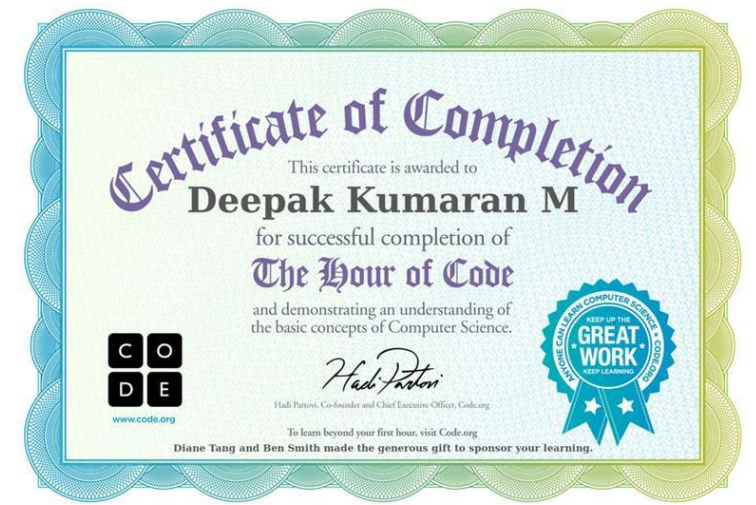 Certificate of Completion
This certificate is awarded to
Deepak Kumaran M
for successful completion of
The Hour of Code
and demonstrating an understanding of
the basic concepts of Computer Science.
C O
D E
www.code.org
Hadi Partovi
Hadi Partovi, Co-founder and Chief Executive Officer, Code.org
ANYONE CAN LEARN COMPUTER SCIENCE • CODE.ORG
KEEP UP THE
GREAT
WORK
KEEP LEARNING
To learn beyond your first hour, visit Code.org
Diane Tang and Ben Smith made the generous gift to sponsor your learning.